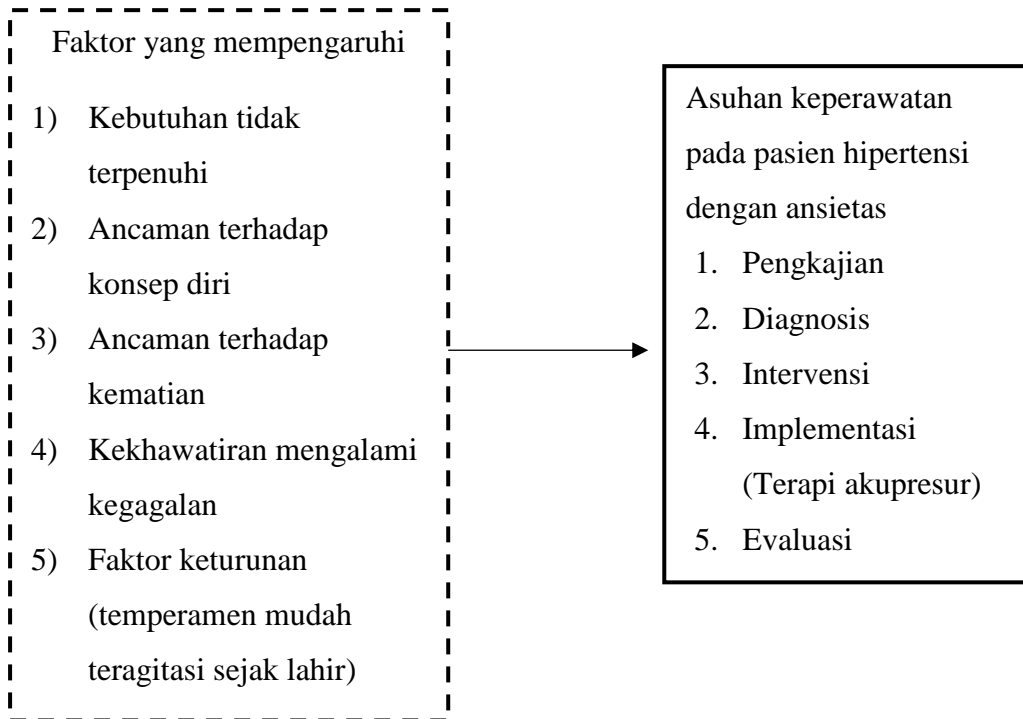 Faktor yang mempengaruhi
1) Kebutuhan tidak
terpenuhi
2) Ancaman terhadap
konsep diri
3) Ancaman terhadap
kematian
4) Kekhawatiran mengalami
kegagalan
5) Faktor keturunan
(temperamen mudah
teragitasi sejak lahir)
Asuhan keperawatan
pada pasien hipertensi
dengan ansietas
1. Pengkajian
2. Diagnosis
3. Intervensi
4. Implementasi
(Terapi akupresur)
5. Evaluasi